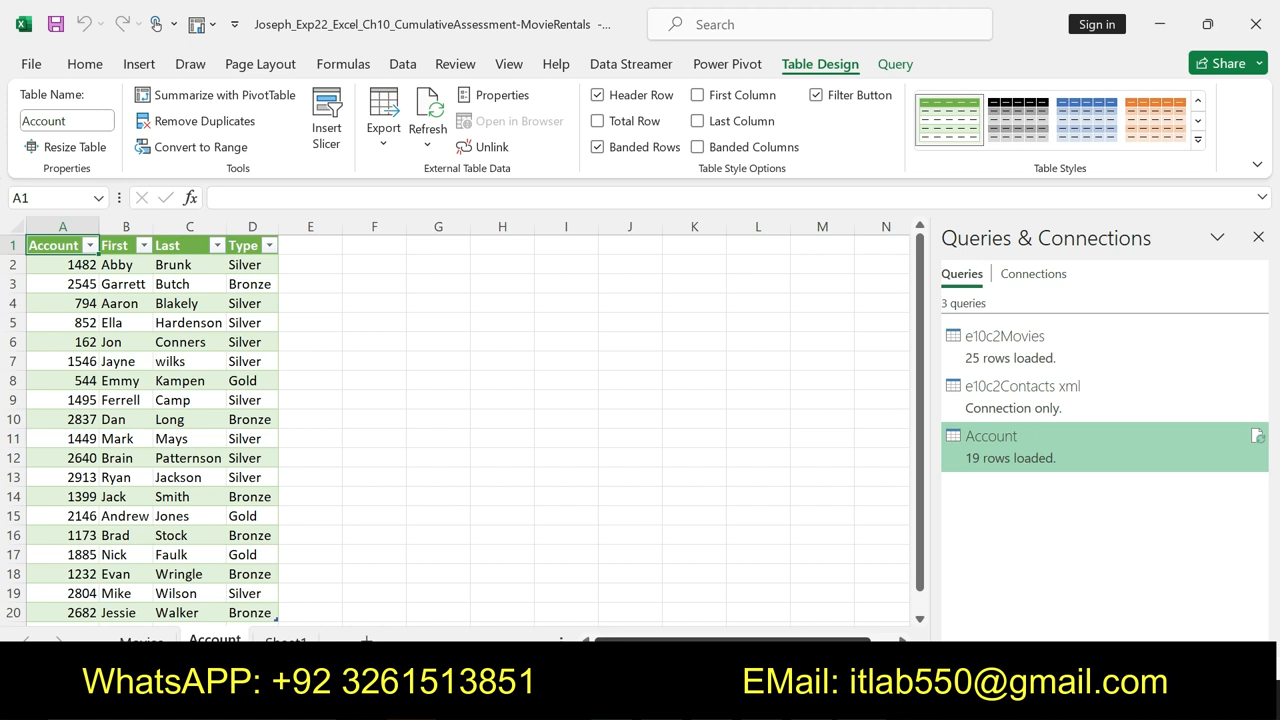 Joseph_Exp22_Excel_Ch10_CumulativeAssessment-MovieRentals -...
Search
Sign in
File Home Insert Draw Page Layout Formulas Data Review View Help Data Streamer Power Pivot Table Design Query Share
Table Name:
Account
Resize Table
Properties
Summarize with PivotTable
Remove Duplicates
Convert to Range
Insert
Slicer
Tools
Export
Refresh
Properties
Open in Browser
Unlink
External Table Data
Header Row First Column Filter Button
Total Row Last Column
Banded Rows Banded Columns
Table Style Options
Table Styles
A1 fx
A B C D E F G H I J K L M N
1 Account First Last Type
2 1482 Abby Brunk Silver
3 2545 Garrett Butch Bronze
4 794 Aaron Blakely Silver
5 852 Ella Hardenson Silver
6 162 Jon Conners Silver
7 1546 Jayne wilks Silver
8 544 Emmy Kampen Gold
9 1495 Ferrell Camp Silver
10 2837 Dan Long Bronze
11 1449 Mark Mays Silver
12 2640 Brain Patternson Silver
13 2913 Ryan Jackson Silver
14 1399 Jack Smith Bronze
15 2146 Andrew Jones Gold
16 1173 Brad Stock Bronze
17 1885 Nick Faulk Gold
18 1232 Evan Wringle Bronze
19 2804 Mike Wilson Silver
20 2682 Jessie Walker Bronze
Movies Account Sheet1
Queries & Connections
Queries Connections
3 queries
e10c2Movies
25 rows loaded.
e10c2Contacts xml
Connection only.
Account
19 rows loaded.
WhatsAPP: +92 3261513851 EMail: itlab550@gmail.com